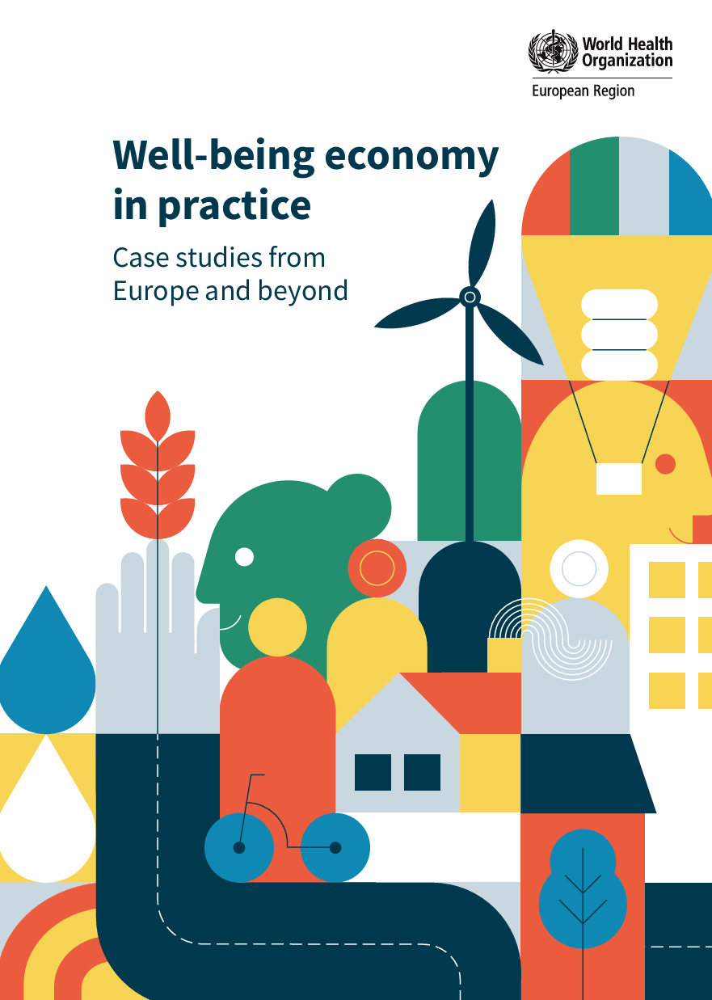 World Health
Organization
European Region
Well-being economy
in practice
Case studies from
Europe and beyond